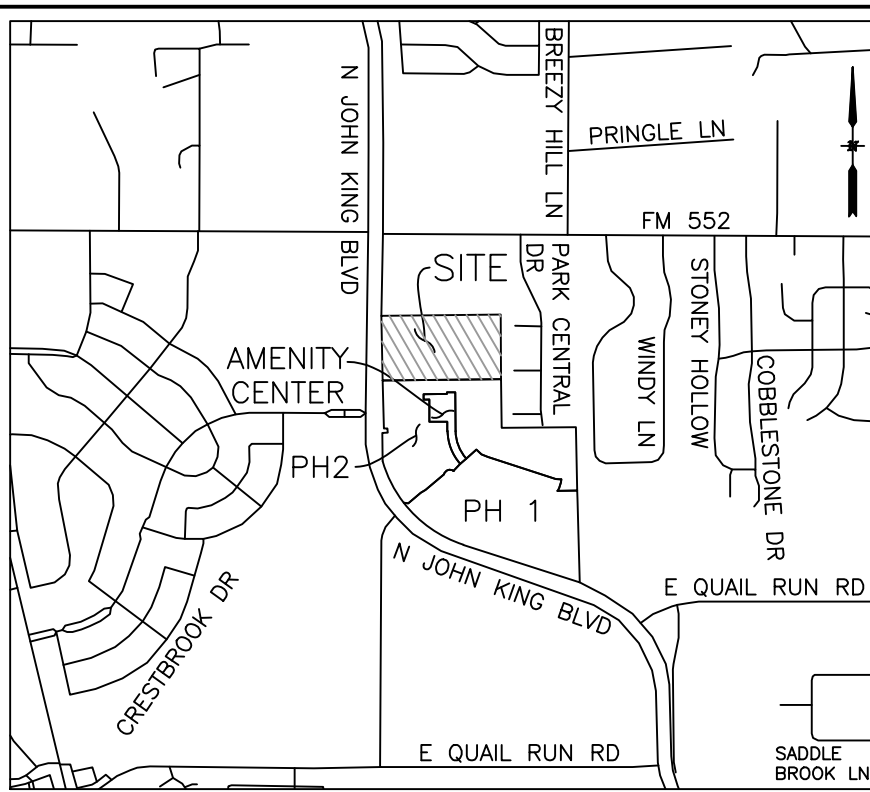 BREEZY HILL LN
N JOHN KING BLVD
PRINGLE LN
N
FM 552
SITE
PARK CENTRAL
DR
STONEY HOLLOW
WINDY LN
COBBLESTONE DR
AMENITY
CENTER
PH2
PH 1
N JOHN KING BLVD
E QUAIL RUN RD
CRESTBROOK DR
E QUAIL RUN RD
SADDLE
BROOK LN